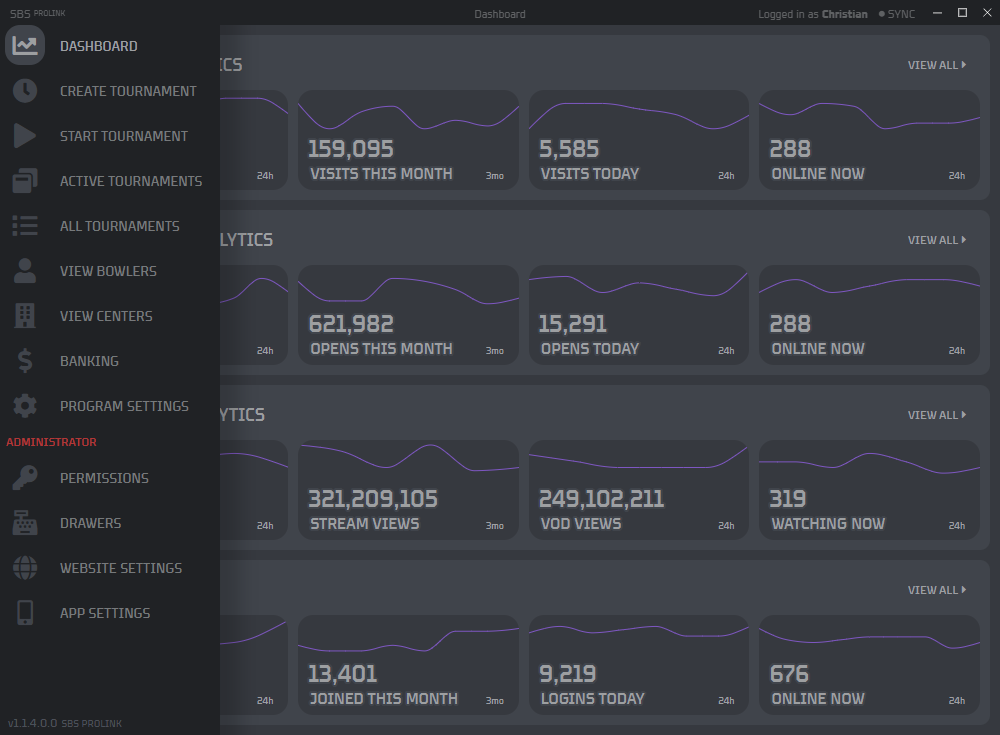 SBS PROLINK
Dashboard
Logged in as Christian
SYNC
DASHBOARD
CREATE TOURNAMENT
START TOURNAMENT
ACTIVE TOURNAMENTS
ALL TOURNAMENTS
VIEW BOWLERS
VIEW CENTERS
BANKING
PROGRAM SETTINGS
ADMINISTRATOR
PERMISSIONS
DRAWERS
WEBSITE SETTINGS
APP SETTINGS
v1.1.4.0.0 SBS PROLINK
ICS
VIEW ALL
24h
159,095
VISITS THIS MONTH
3mo
5,585
VISITS TODAY
24h
288
ONLINE NOW
24h
LYTICS
VIEW ALL
24h
621,982
OPENS THIS MONTH
3mo
15,291
OPENS TODAY
24h
288
ONLINE NOW
24h
YTICS
VIEW ALL
24h
321,209,105
STREAM VIEWS
3mo
249,102,211
VOD VIEWS
24h
319
WATCHING NOW
24h
VIEW ALL
24h
13,401
JOINED THIS MONTH
3mo
9,219
LOGINS TODAY
24h
676
ONLINE NOW
24h